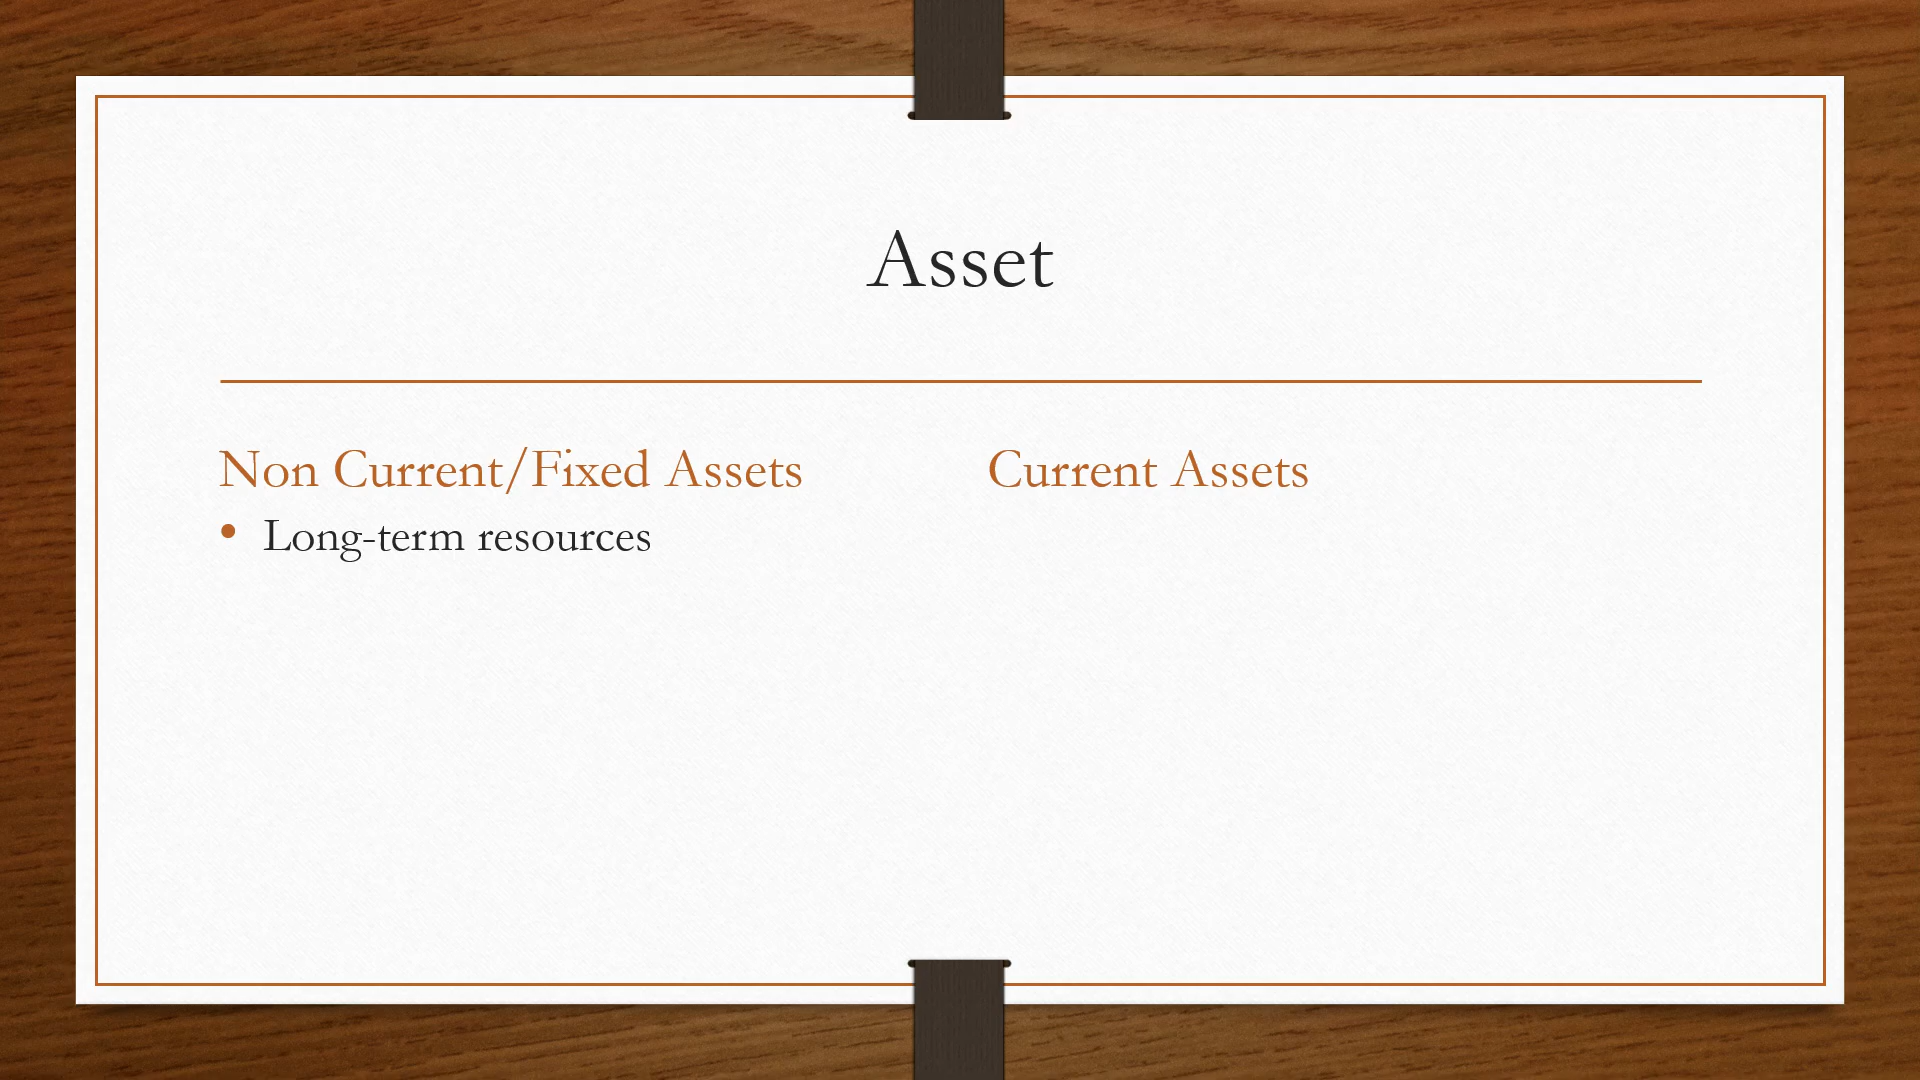 Asset
Non Current/Fixed Assets
• Long-term resources
Current Assets